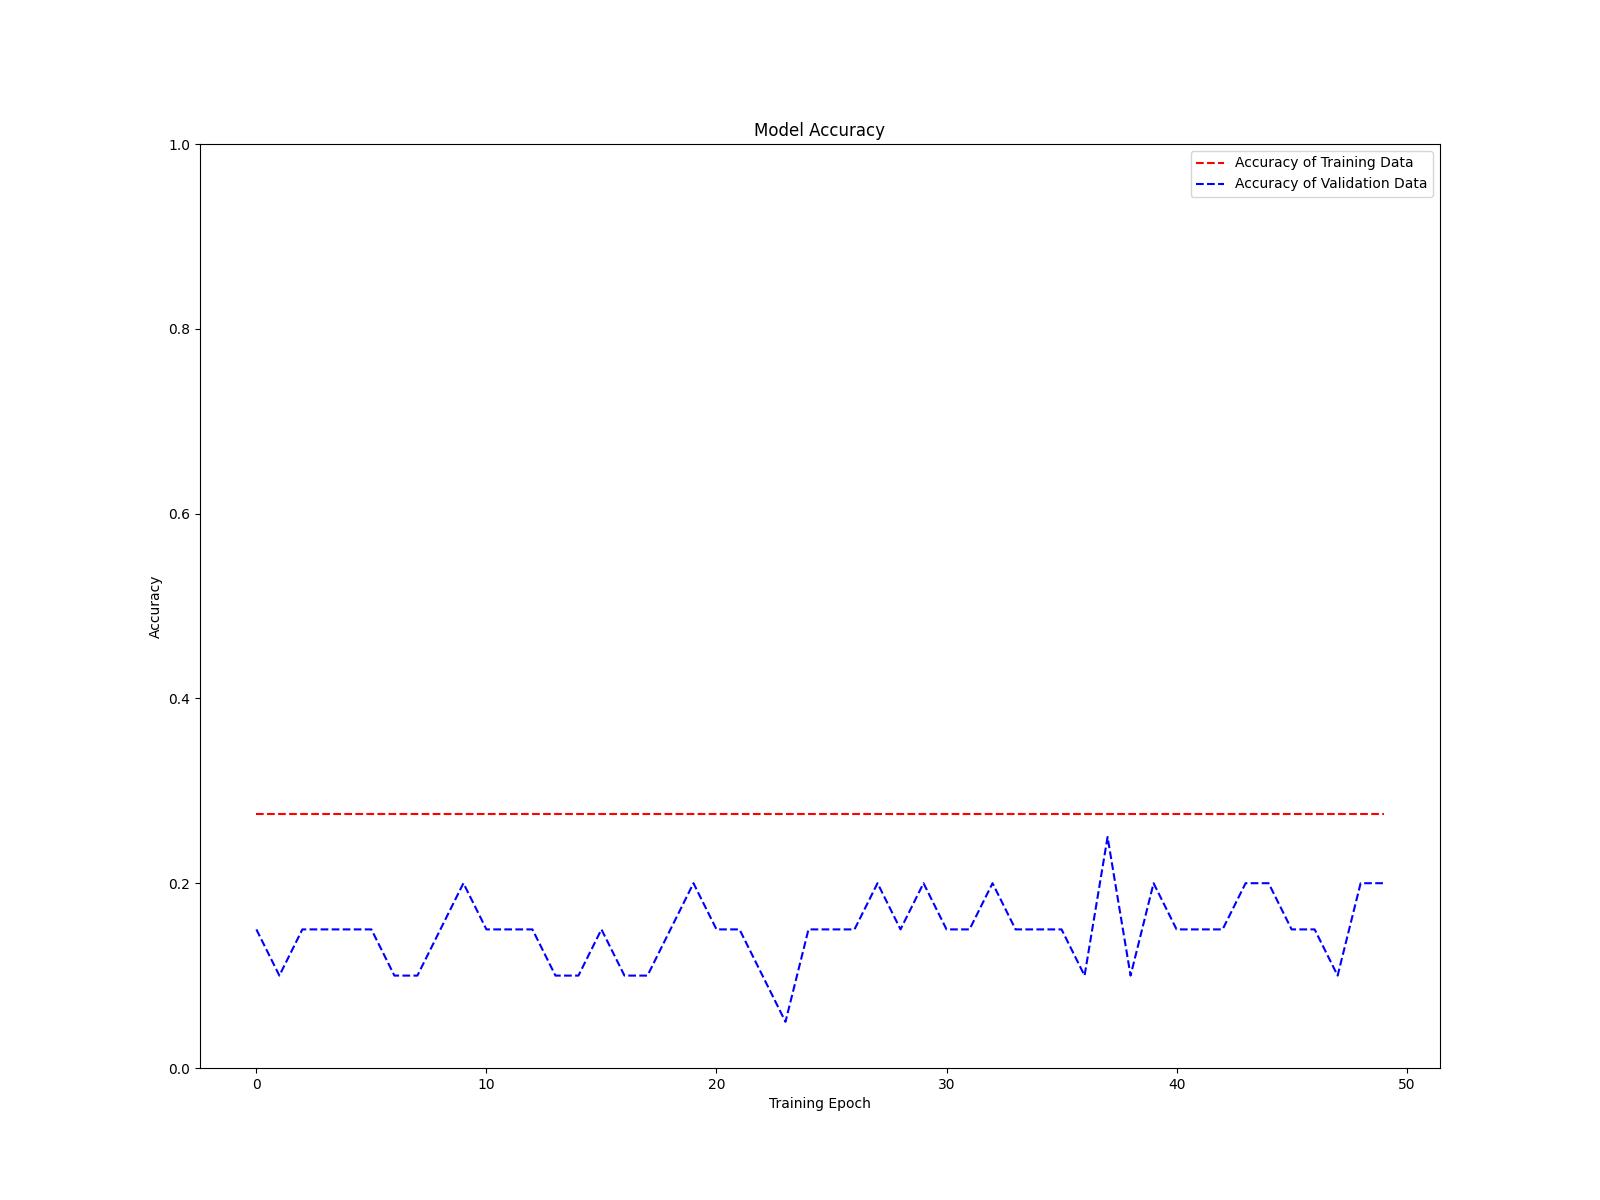 Model Accuracy
1.0
0.8
0.6
0.4
0.2
0.0
Accuracy
Accuracy of Training Data
Accuracy of Validation Data
0 10 20 30 40 50
Training Epoch